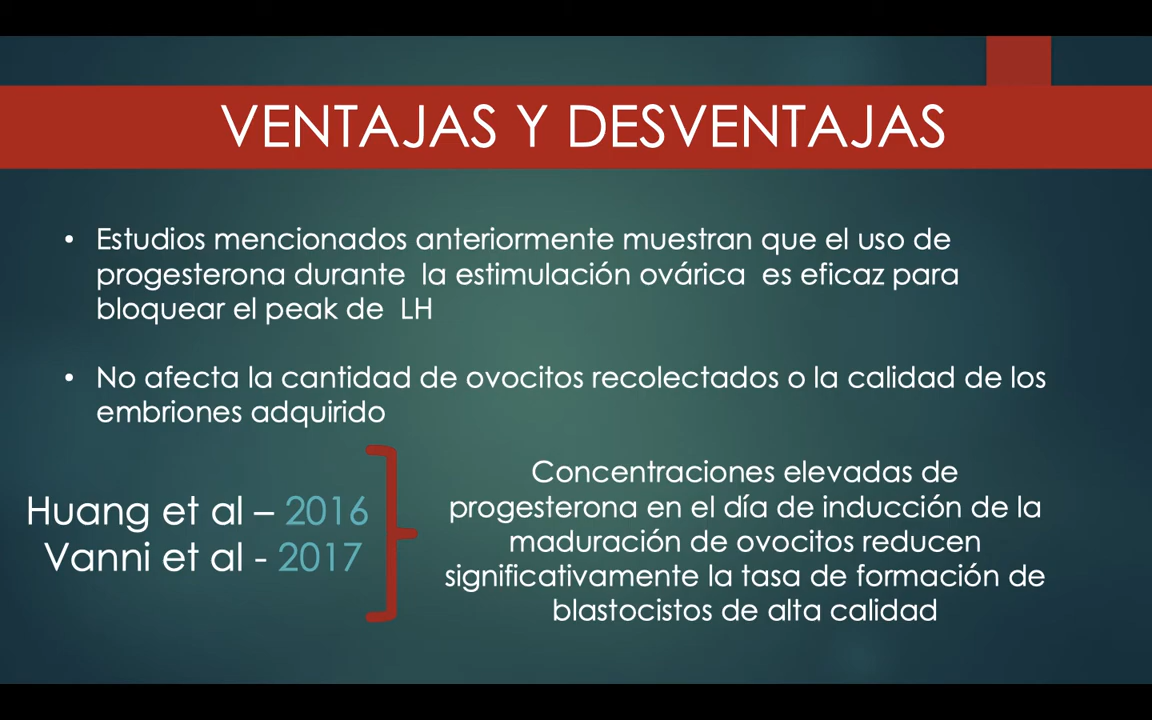 VENTAJAS Y DESVENTAJAS
• Estudios mencionados anteriormente muestran que el uso de
progesterona durante la estimulación ovárica es eficaz para
bloquear el peak de LH
• No afecta la cantidad de ovocitos recolectados o la calidad de los
embriones adquirido
Huang et al – 2016
Vanni et al - 2017
Concentraciones elevadas de
progesterona en el día de inducción de la
maduración de ovocitos reducen
significativamente la tasa de formación de
blastocistos de alta calidad